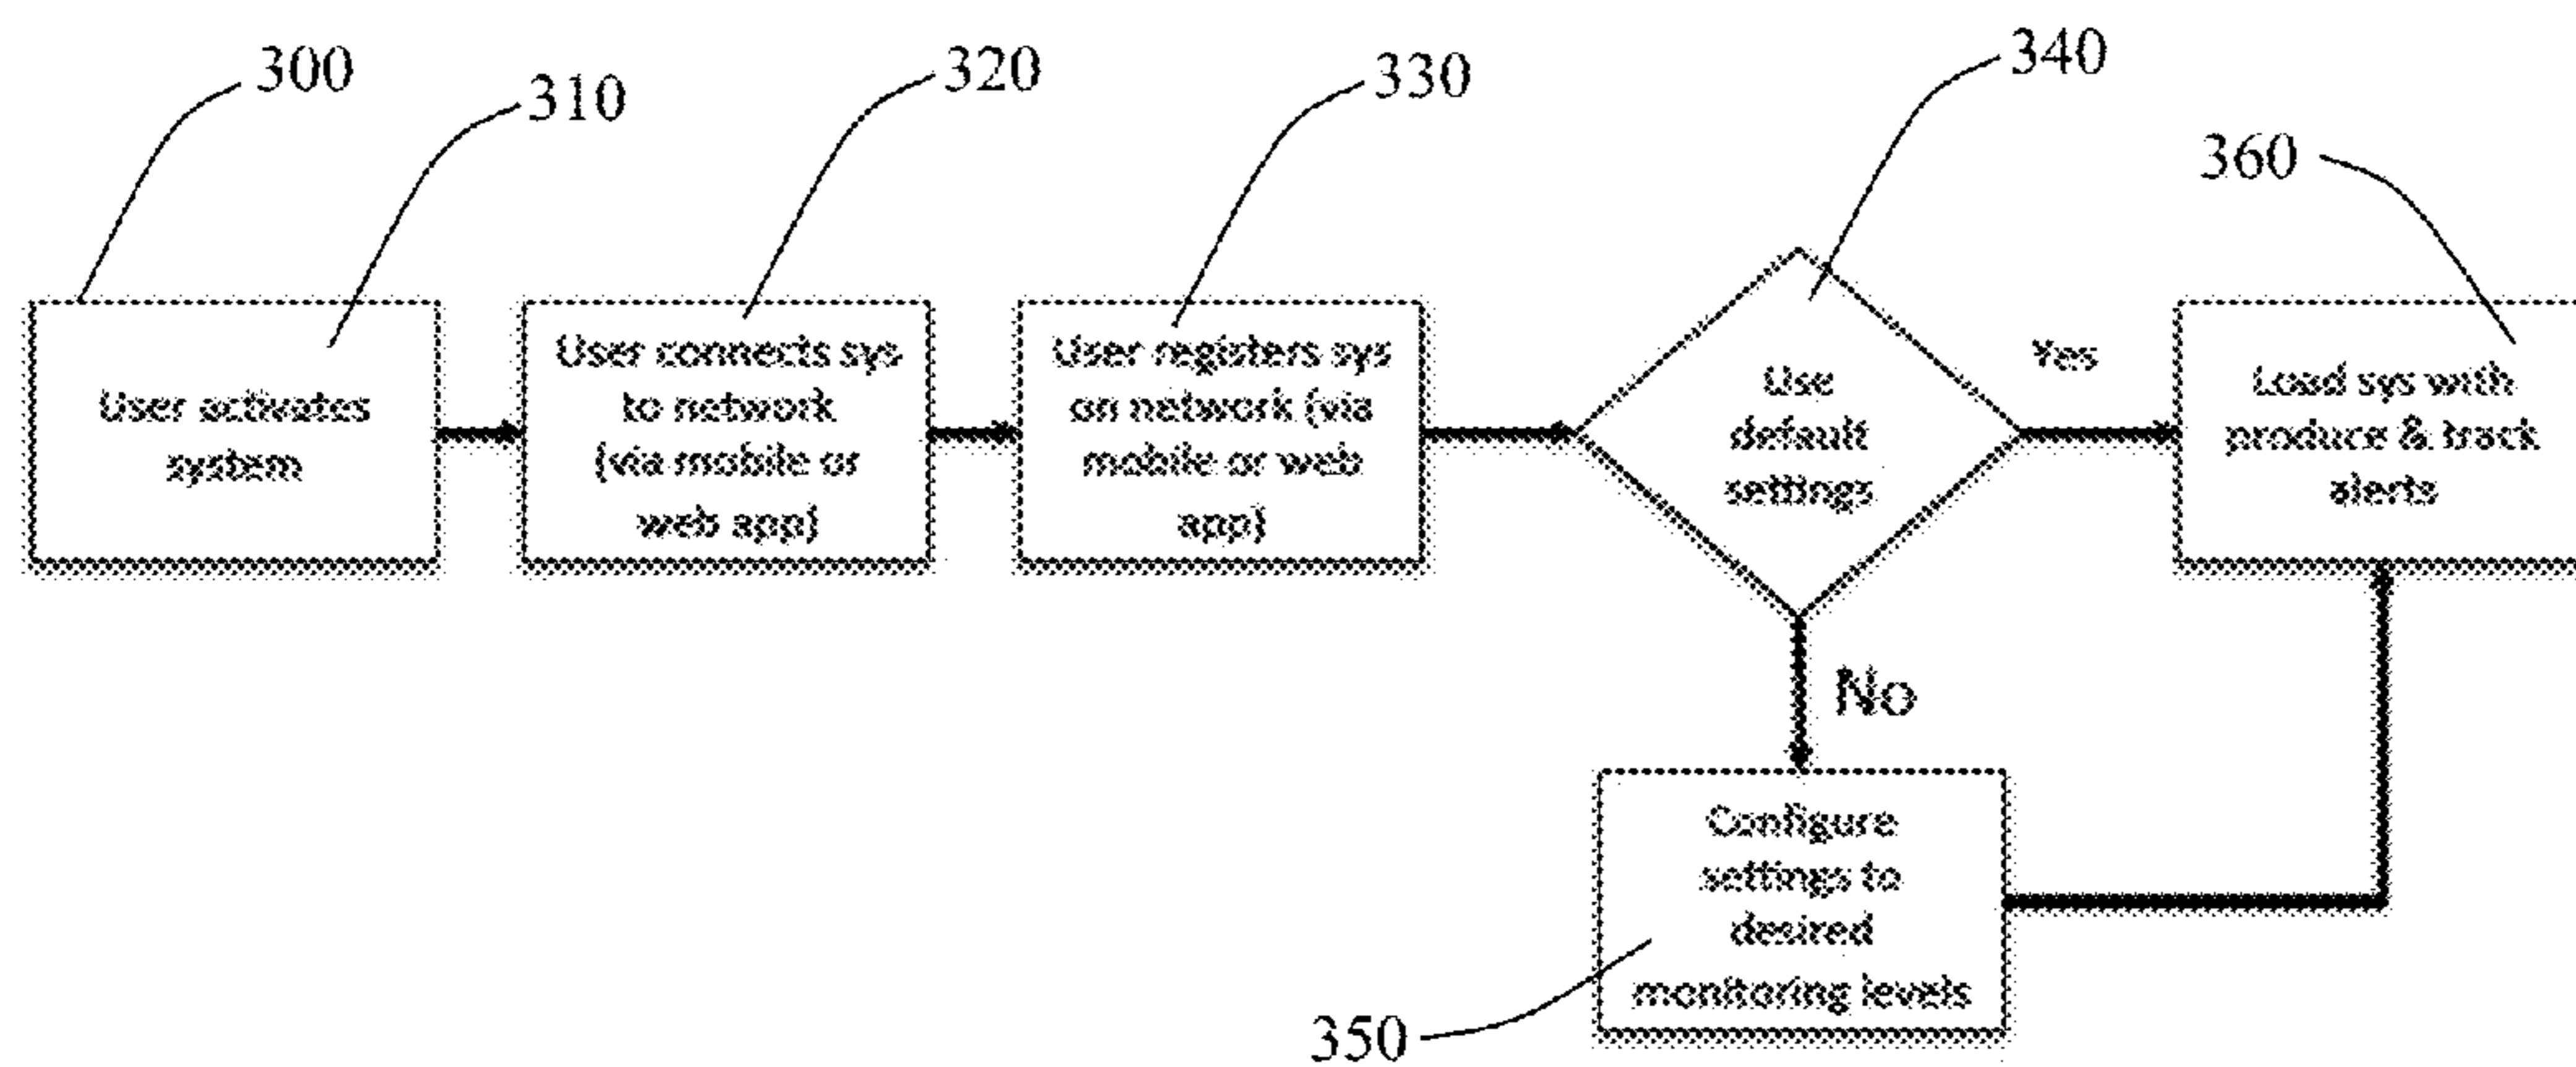 300
310
320
330
340
360
User activates
system
User connects sys
to network
(via mobile or
web app)
User registers sys
on network (via
mobile or web
app)
Use
default
settings
Yes
Load sys with
produce & track
alerts
No
Configure
settings to
desired
monitoring levels
350